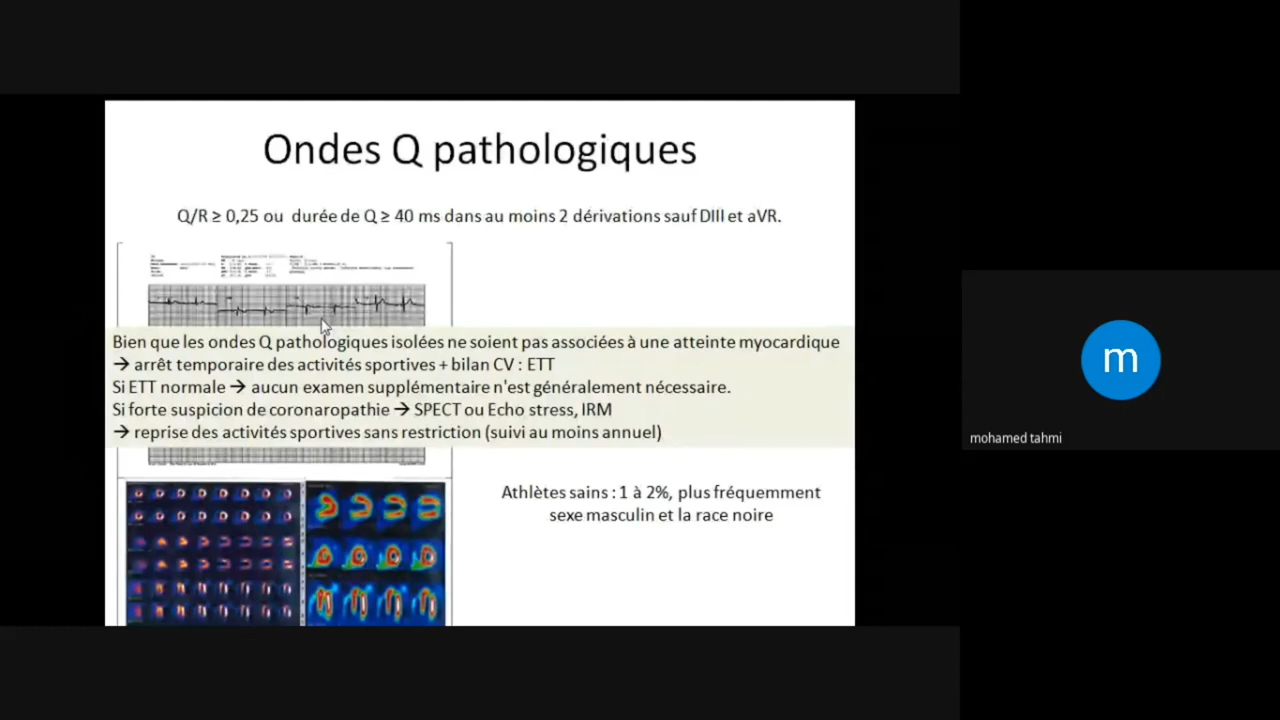 Ondes Q pathologiques
Q/R ≥ 0,25 ou durée de Q ≥ 40 ms dans au moins 2 dérivations sauf DIII et aVR.
Bien que les ondes Q pathologiques isolées ne soient pas associées à une atteinte myocardique
→ arrêt temporaire des activités sportives + bilan CV : ETT
Si ETT normale → aucun examen supplémentaire n'est généralement nécessaire.
Si forte suspicion de coronaropathie → SPECT ou Echo stress, IRM
→ reprise des activités sportives sans restriction (suivi au moins annuel)
Athlètes sains : 1 à 2%, plus fréquemment
sexe masculin et la race noire
m
mohamed tahmi